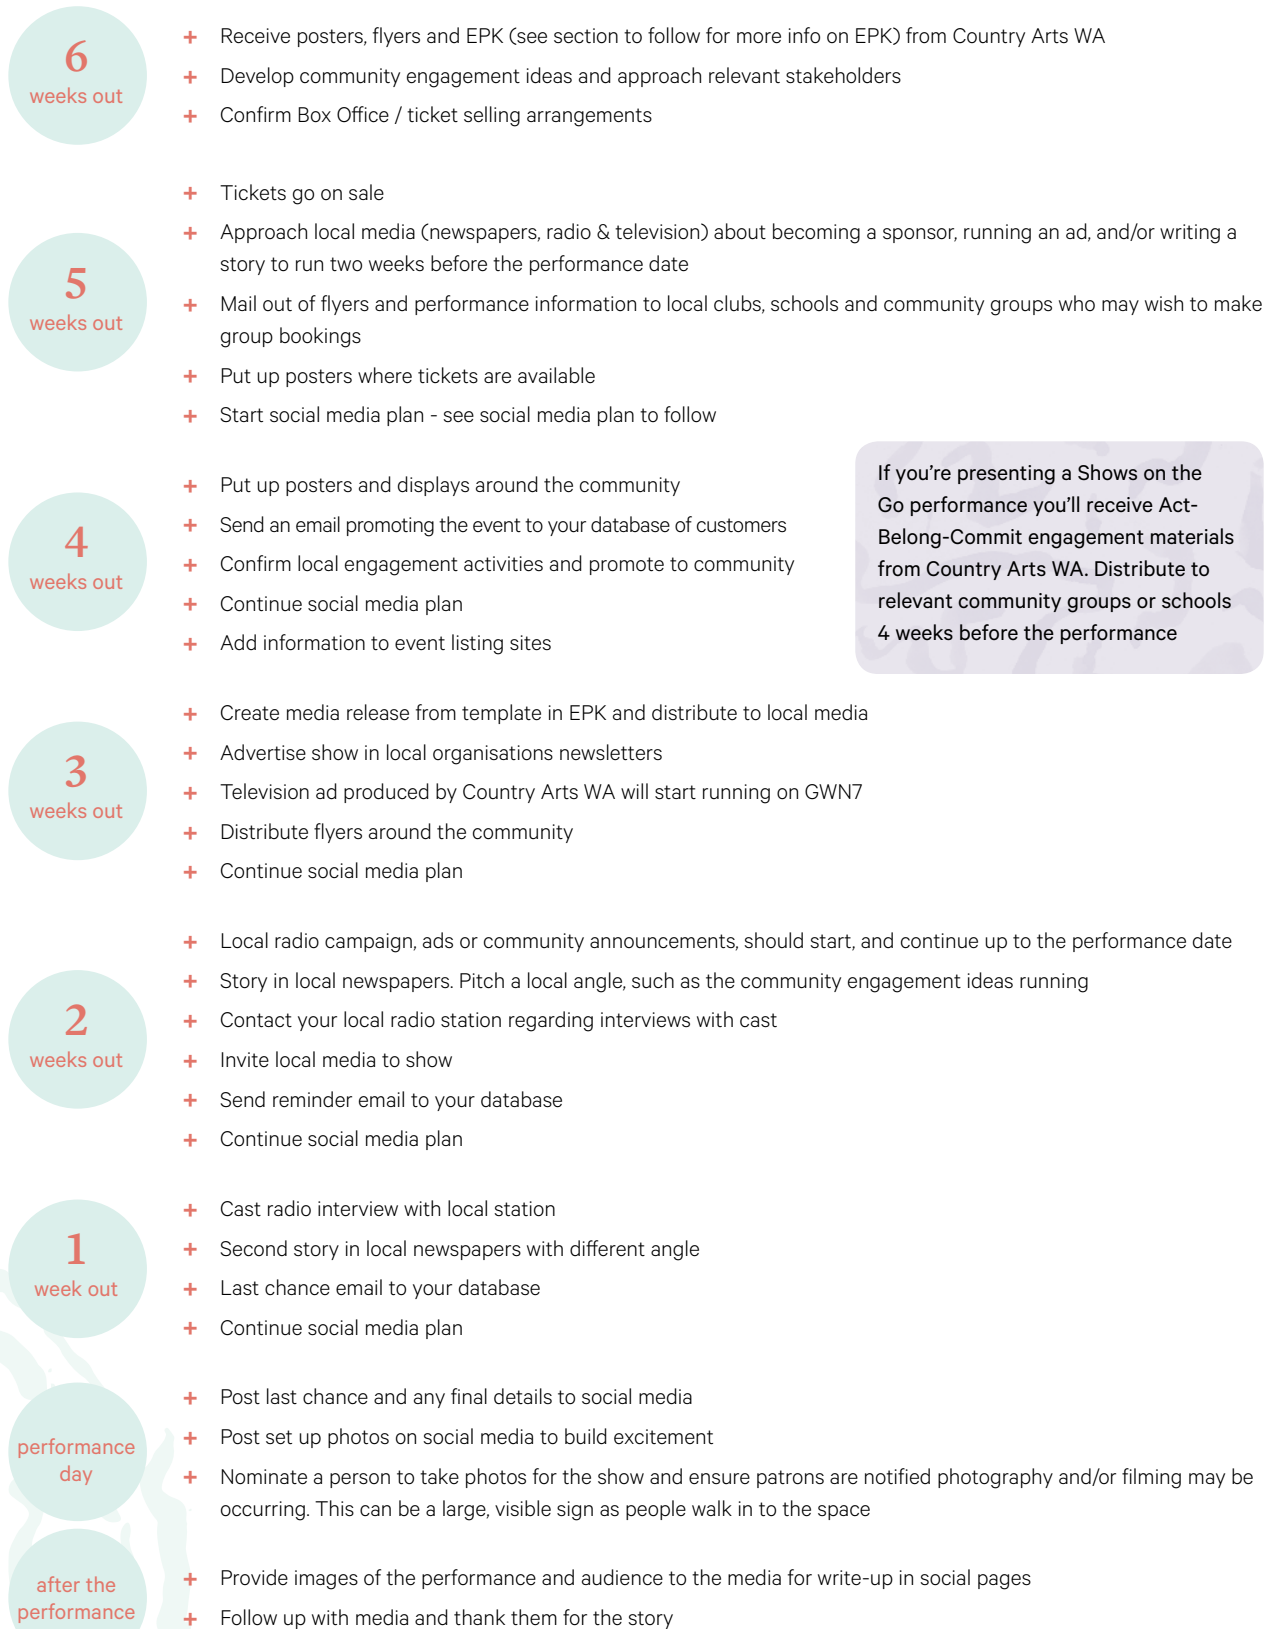 6
weeks out
+ Receive posters, flyers and EPK (see section to follow for more info on EPK) from Country Arts WA
+ Develop community engagement ideas and approach relevant stakeholders
+ Confirm Box Office / ticket selling arrangements
5
weeks out
+ Tickets go on sale
+ Approach local media (newspapers, radio & television) about becoming a sponsor, running an ad, and/or writing a
story to run two weeks before the performance date
+ Mail out of flyers and performance information to local clubs, schools and community groups who may wish to make
group bookings
+ Put up posters where tickets are available
+ Start social media plan - see social media plan to follow
4
weeks out
+ Put up posters and displays around the community
+ Send an email promoting the event to your database of customers
+ Confirm local engagement activities and promote to community
+ Continue social media plan
+ Add information to event listing sites
If you're presenting a Shows on the
Go performance you'll receive Act-
Belong-Commit engagement materials
from Country Arts WA. Distribute to
relevant community groups or schools
4 weeks before the performance
3
weeks out
+ Create media release from template in EPK and distribute to local media
+ Advertise show in local organisations newsletters
+ Television ad produced by Country Arts WA will start running on GWN7
+ Distribute flyers around the community
+ Continue social media plan
2
weeks out
+ Local radio campaign, ads or community announcements, should start, and continue up to the performance date
+ Story in local newspapers. Pitch a local angle, such as the community engagement ideas running
+ Contact your local radio station regarding interviews with cast
+ Invite local media to show
+ Send reminder email to your database
+ Continue social media plan
1
week out
+ Cast radio interview with local station
+ Second story in local newspapers with different angle
+ Last chance email to your database
+ Continue social media plan
performance
day
+ Post last chance and any final details to social media
+ Post set up photos on social media to build excitement
+ Nominate a person to take photos for the show and ensure patrons are notified photography and/or filming may be
occurring. This can be a large, visible sign as people walk in to the space
after the
performance
+ Provide images of the performance and audience to the media for write-up in social pages
+ Follow up with media and thank them for the story